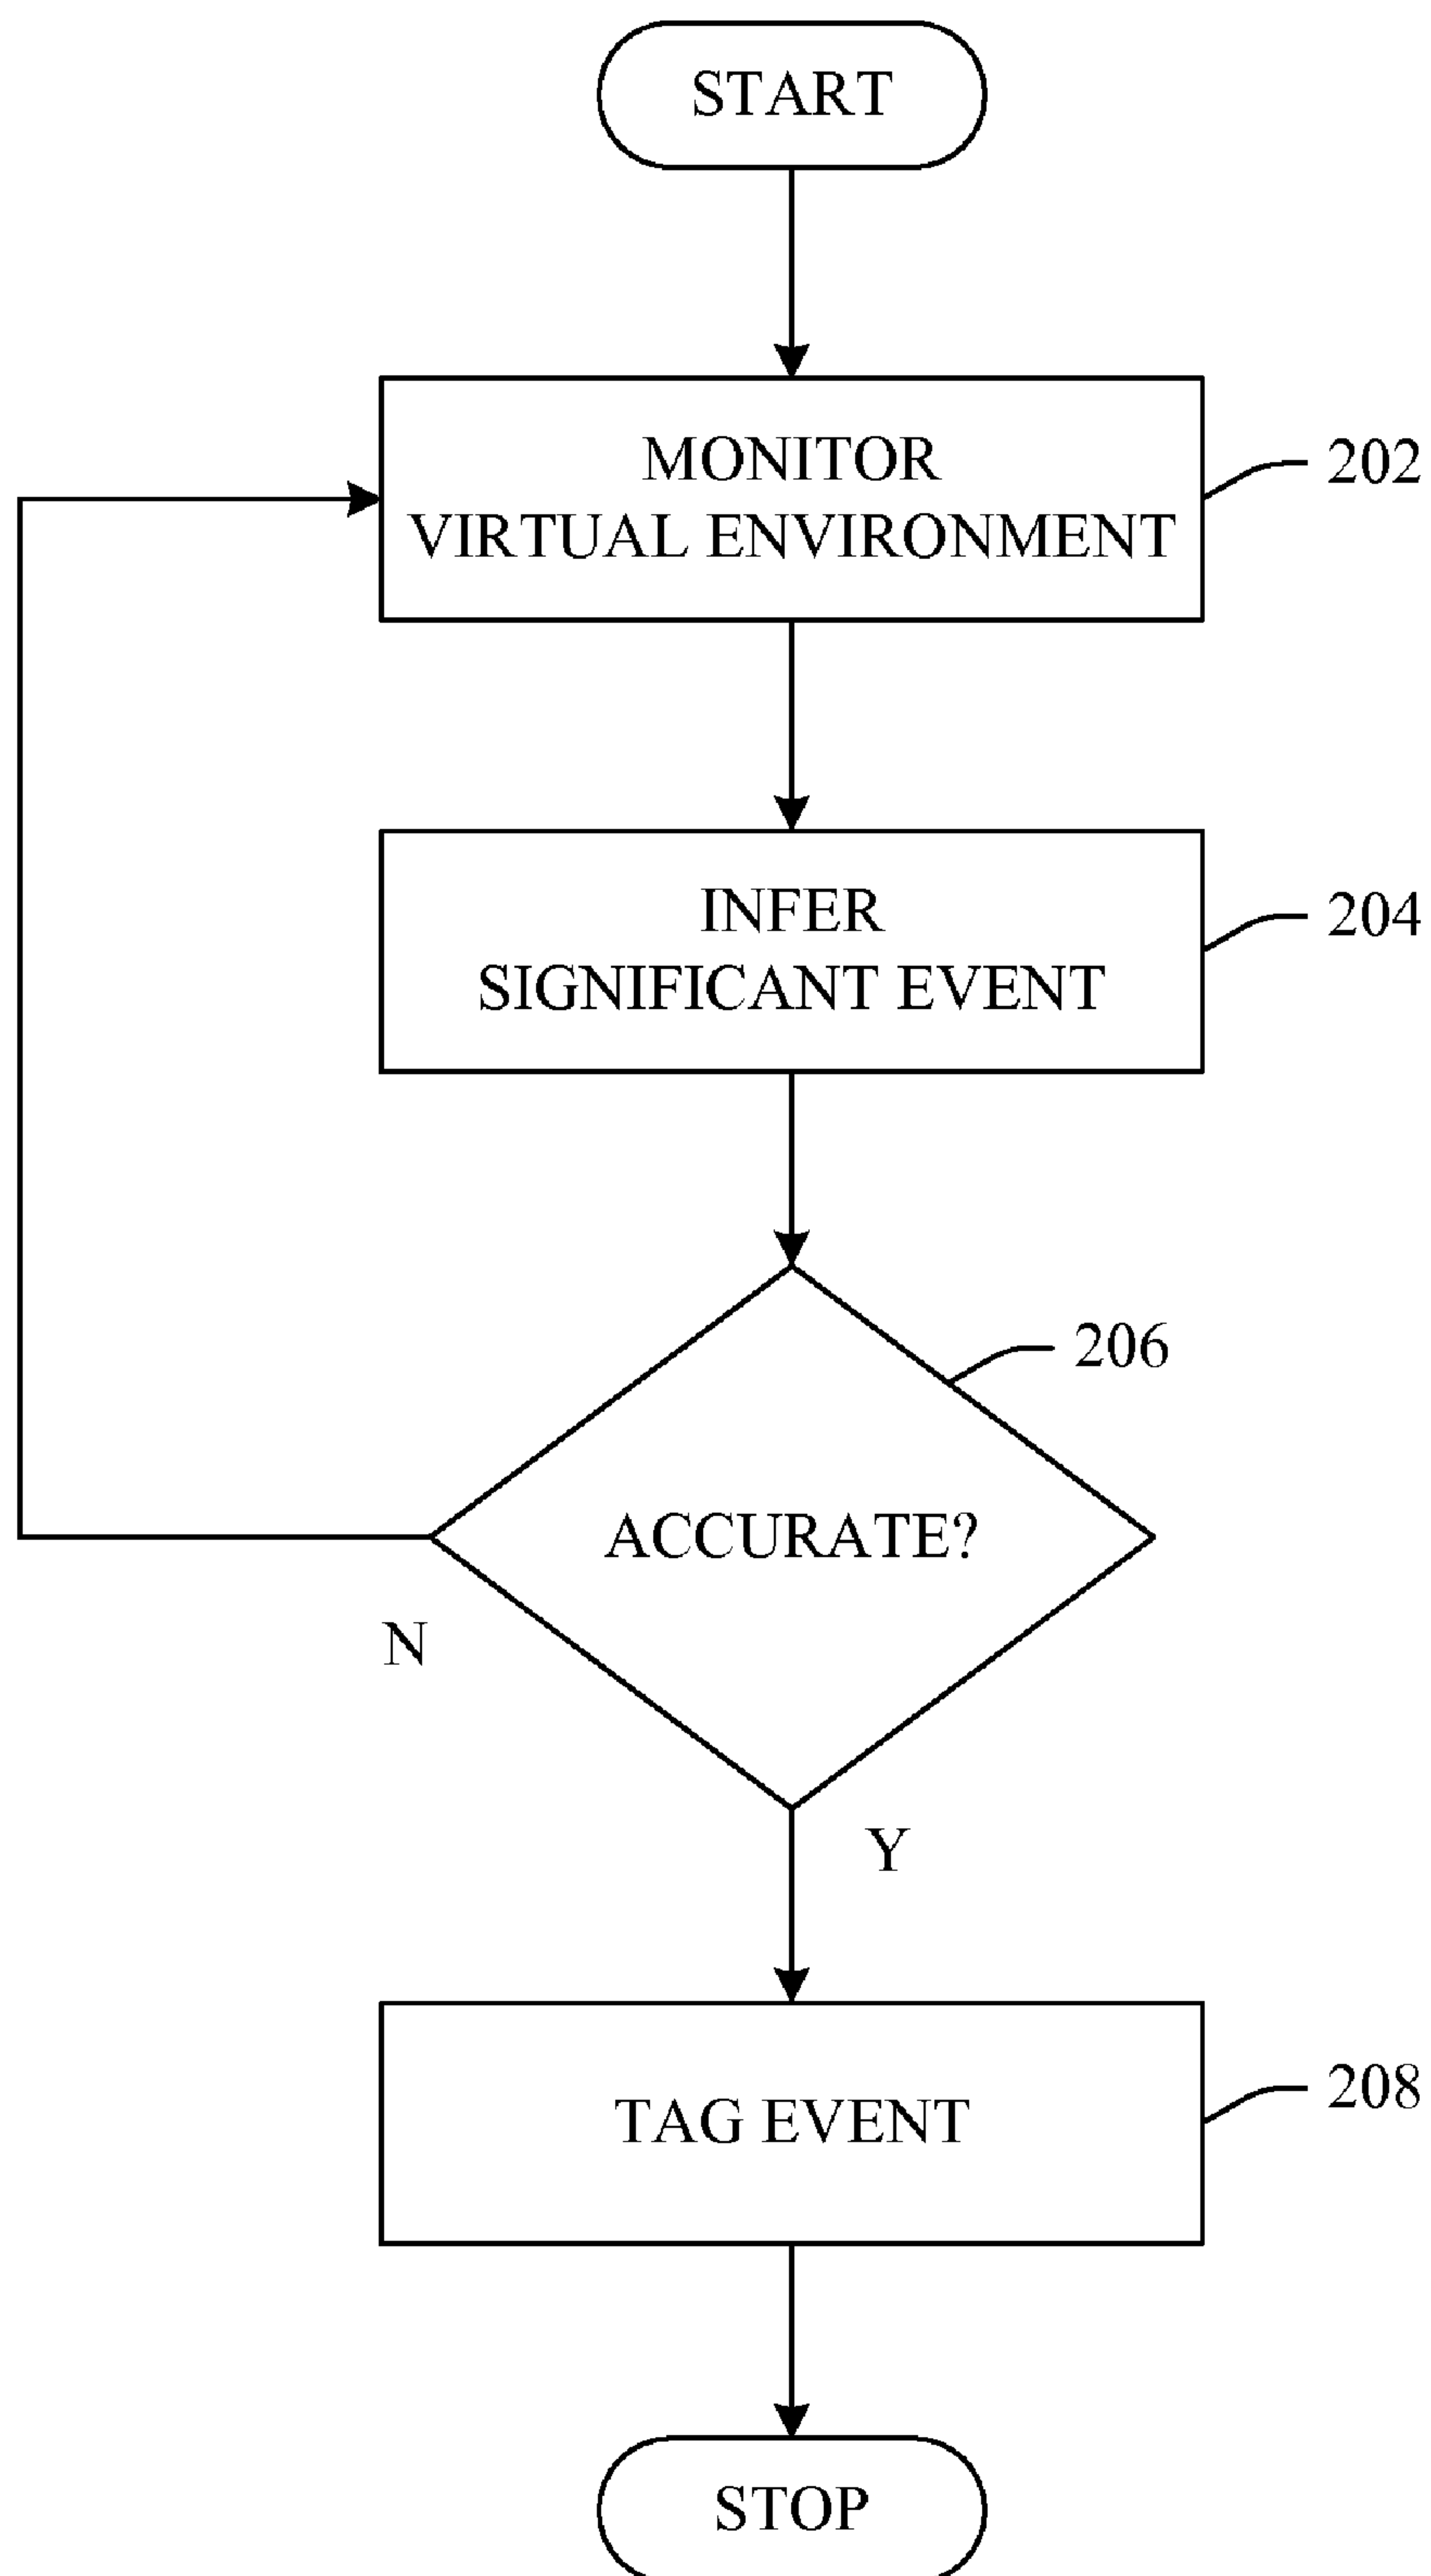 START
MONITOR
VIRTUAL ENVIRONMENT
202
INFER
SIGNIFICANT EVENT
204
206
ACCURATE?
N
Y
TAG EVENT
208
STOP